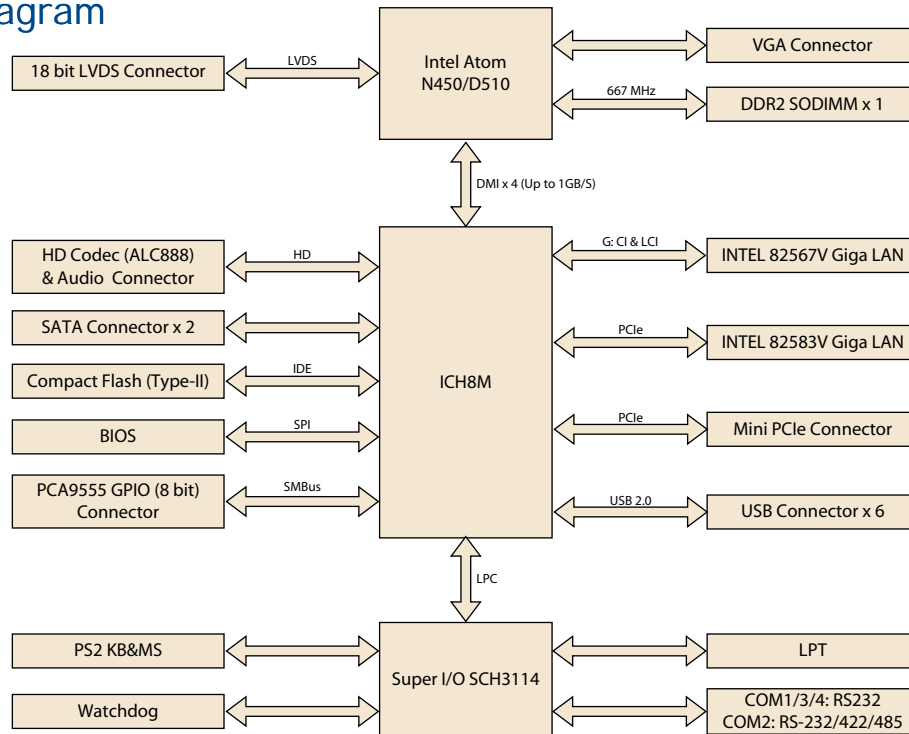 agram
18 bit LVDS Connector
LVDS
Intel Atom
N450/D510
VGA Connector
667 MHz
DDR2 SODIMM x 1
DMI x 4 (Up to 1GB/S)
HD Codec (ALC888)
& Audio Connector
HD
G: CI & LCI
INTEL 82567V Giga LAN
SATA Connector x 2
PCIe
INTEL 82583V Giga LAN
Compact Flash (Type-II)
IDE
ICH8M
BIOS
SPI
PCIe
Mini PCIe Connector
PCA9555 GPIO (8 bit)
Connector
SMBus
USB 2.0
USB Connector x 6
LPC
PS2 KB&MS
Super I/O SCH3114
LPT
Watchdog
COM1/3/4: RS232
COM2: RS-232/422/485